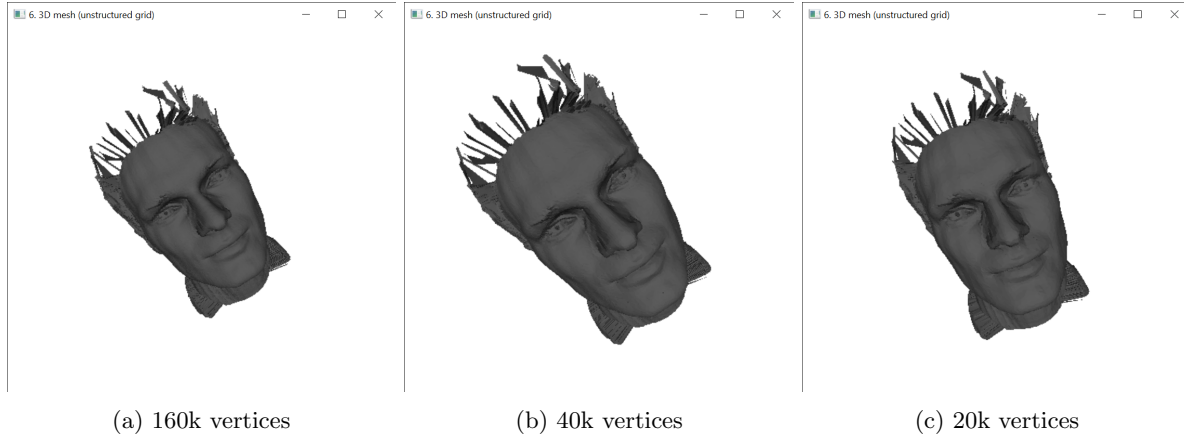 6. 3D mesh (unstructured grid)
6. 3D mesh (unstructured grid)
6. 3D mesh (unstructured grid)
(a) 160k vertices
(b) 40k vertices
(c) 20k vertices